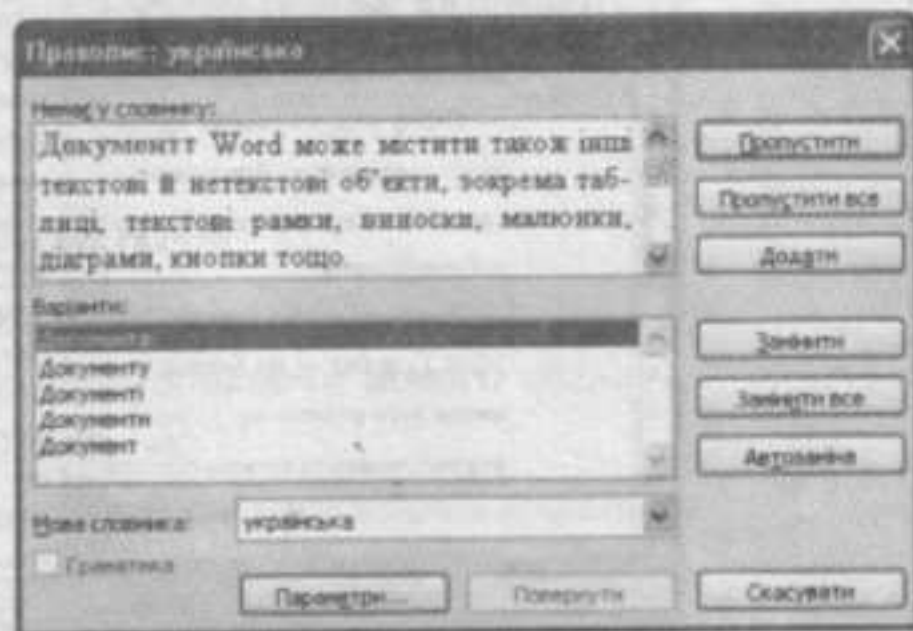 Правопис: українська
Немає у словнику:
Документт Word може містити також інші
текстові й нетекстові об'єкти, зокрема таб-
лиці, текстові рамки, виноски, малюнки,
діаграми, кнопки тощо
Варіанти:
Документу
Документі
Документи
Документ
Мова словника:
українська
Граматика
Пропустити
Пропустити все
Додати
Замінити
Замінити все
Автозаміна
Параметри...
Повернути
Скасувати